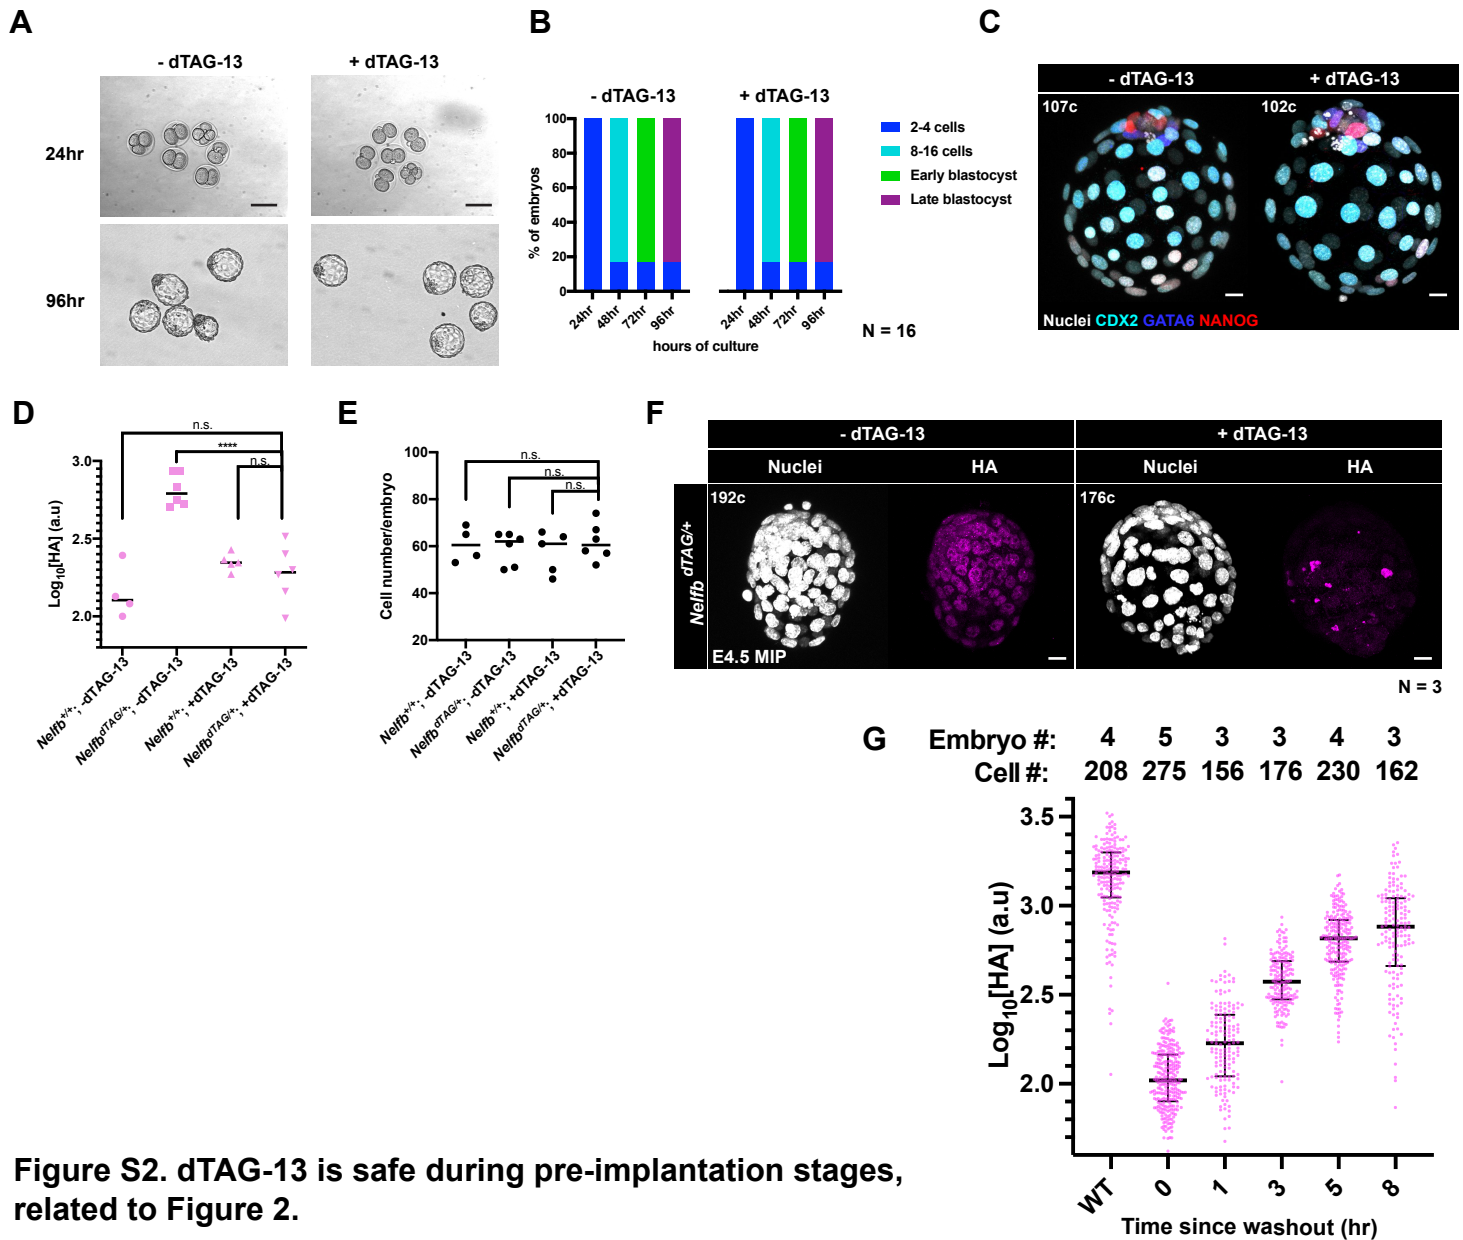 A
- dTAG-13
+ dTAG-13
24hr
96hr
B
- dTAG-13
+ dTAG-13
% of embryos
100
80
60
40
20
0
24hr
48hr
72hr
96hr
24hr
48hr
72hr
96hr
hours of culture
2-4 cells
8-16 cells
Early blastocyst
Late blastocyst
N = 16
C
- dTAG-13
+ dTAG-13
107c
102c
Nuclei CDX2 GATA6 NANOG
D
n.s.
****
n.s.
Log10[HA] (a.u)
3.0
2.5
2.0
Nelfb+/+; -dTAG-13
NelfbdTAG/+; -dTAG-13
Nelfb+/+; +dTAG-13
NelfbdTAG/+; +dTAG-13
E
n.s.
n.s.
n.s.
Cell number/embryo
100
80
60
40
20
Nelfb+/+; -dTAG-13
NelfbdTAG/+; -dTAG-13
Nelfb+/+; +dTAG-13
NelfbdTAG/+; +dTAG-13
F
- dTAG-13
+ dTAG-13
Nuclei
HA
Nuclei
HA
Nelfb dTAG/+
192c
176c
E4.5 MIP
N = 3
G
Embryo #: 4 5 3 3 4 3
Cell #: 208 275 156 176 230 162
Log10[HA] (a.u)
3.5
3.0
2.5
2.0
WT
0
1
3
5
8
Time since washout (hr)
Figure S2. dTAG-13 is safe during pre-implantation stages,
related to Figure 2.